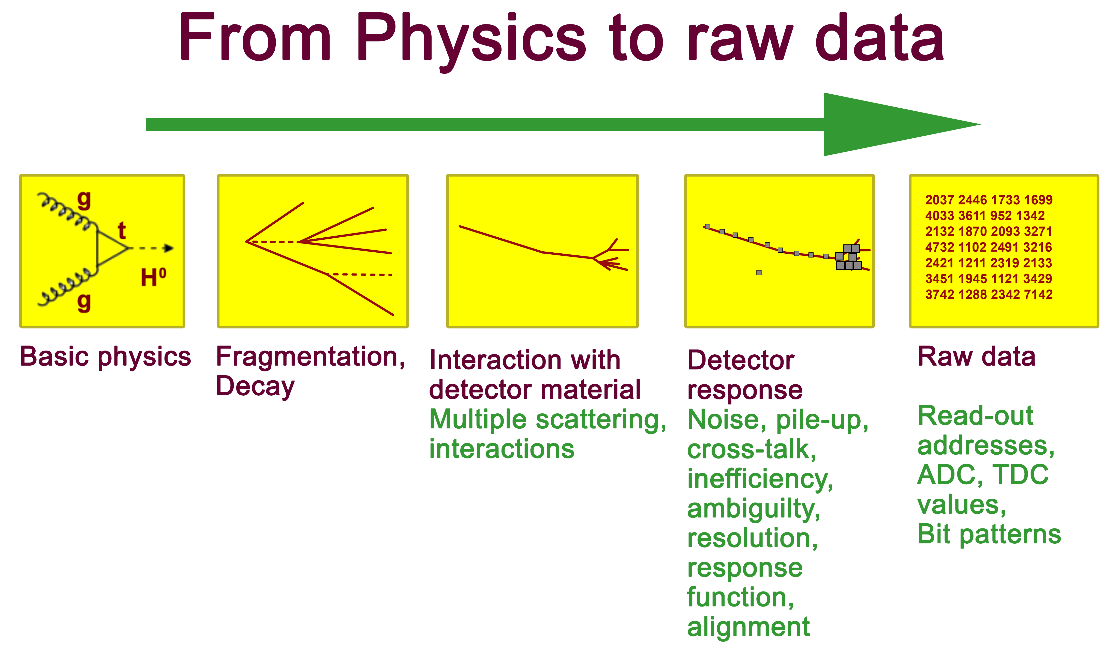 From Physics to raw data
g
t
H⁰
g
2037 2446 1733 1699
4033 3611 952 1342
2132 1870 2093 3271
4732 1102 2491 3216
2421 1211 2319 2133
3451 1945 1121 3429
3742 1288 2342 7142
Basic physics
Fragmentation,
Decay
Interaction with
detector material
Multiple scattering,
interactions
Detector
response
Noise, pile-up,
cross-talk,
inefficiency,
ambiguilty,
resolution,
response
function,
alignment
Raw data
Read-out
addresses,
ADC, TDC
values,
Bit patterns